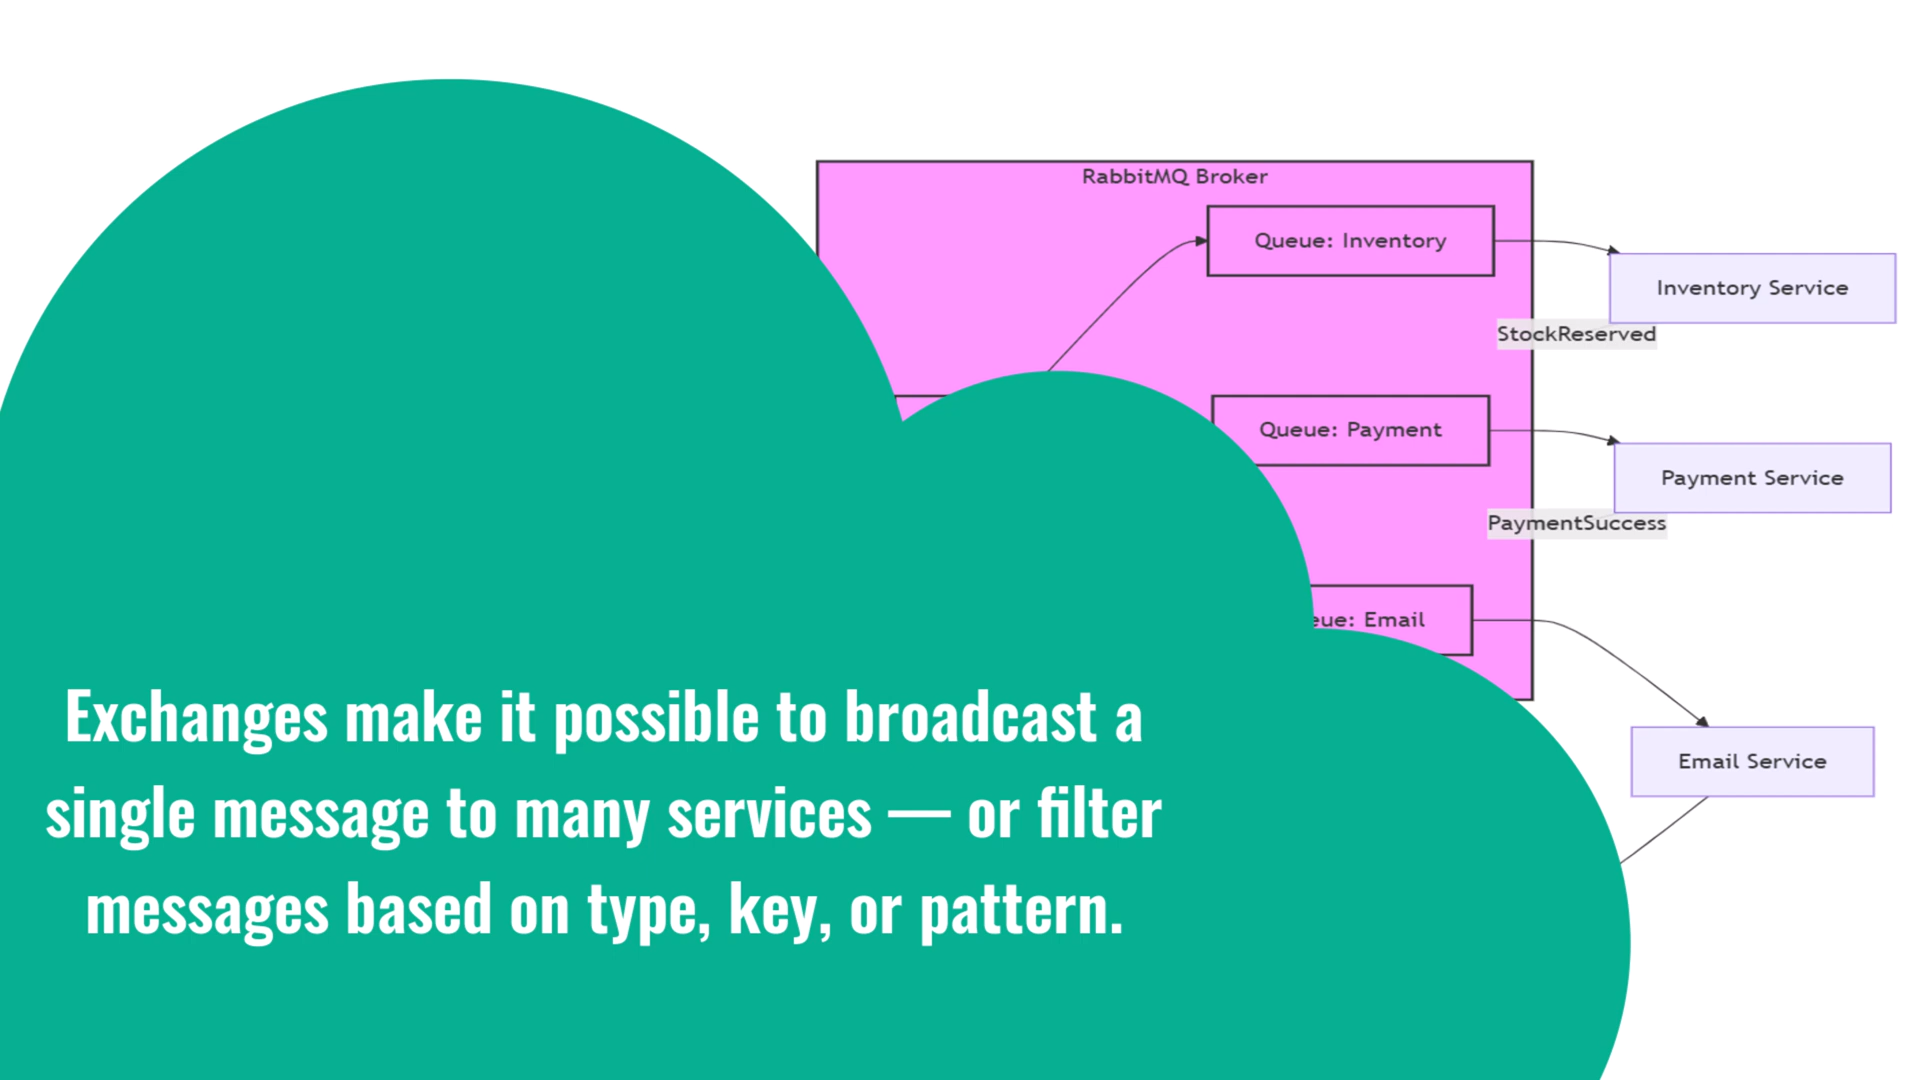 RabbitMQ Broker
Queue: Inventory
Inventory Service
StockReserved
Queue: Payment
Payment Service
PaymentSuccess
Email
Email Service
Exchanges make it possible to broadcast a
single message to many services — or filter
messages based on type, key, or pattern.